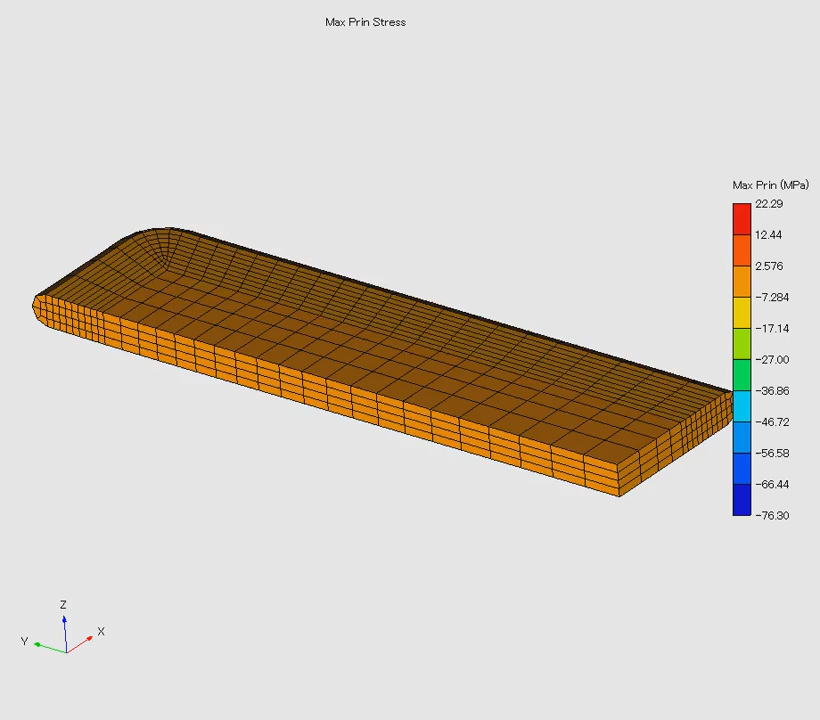 Max Prin Stress
Max Prin (MPa)
22.29
12.44
2.576
-7.284
-17.14
-27.00
-36.86
-46.72
-56.58
-66.44
-76.30
Z
X
Y